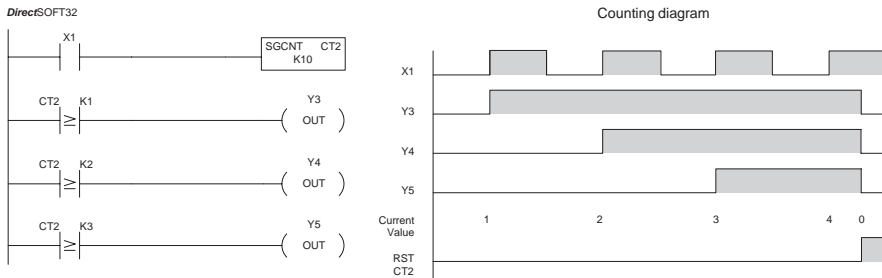 DirectSOFT32
X1
SGCNT CT2
K10
CT2 K1
≥
Y3
OUT
CT2 K2
≥
Y4
OUT
CT2 K3
≥
Y5
OUT
Counting diagram
X1
Y3
Y4
Y5
Current
Value
1 2 3 4 0
RST
CT2